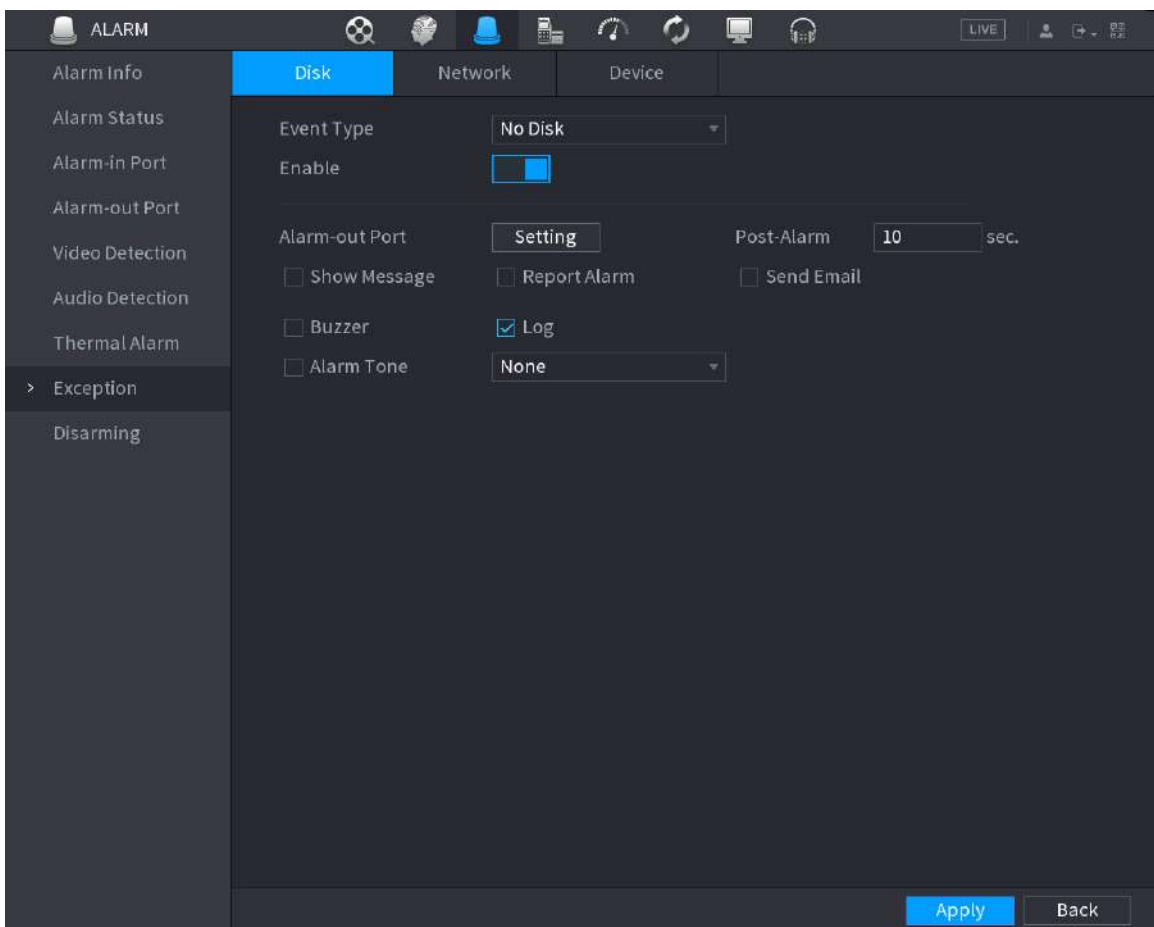 ALARM
LIVE
Alarm Info
Alarm Status
Alarm-in Port
Alarm-out Port
Video Detection
Audio Detection
Thermal Alarm
> Exception
Disarming
Disk Network Device
Event Type No Disk
Enable
Alarm-out Port Setting Post-Alarm 10 sec.
Show Message Report Alarm Send Email
Buzzer Log
Alarm Tone None
Apply Back